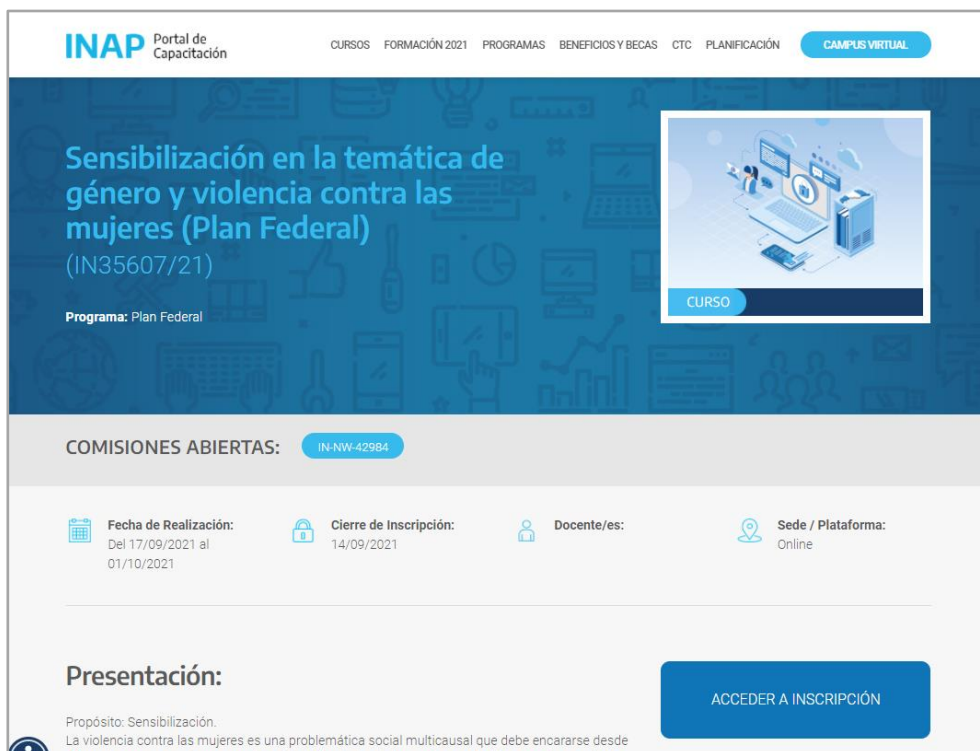 INAP Portal de
Capacitación
CURSOS FORMACIÓN 2021 PROGRAMAS BENEFICIOS Y BECAS CTC PLANIFICACIÓN CAMPUS VIRTUAL
Sensibilización en la temática de
género y violencia contra las
mujeres (Plan Federal)
(IN35607/21)
Programa: Plan Federal
CURSO
COMISIONES ABIERTAS: IN-NW-42984
Fecha de Realización:
Del 17/09/2021 al
01/10/2021
Cierre de Inscripción:
14/09/2021
Docente/es:
Sede / Plataforma:
Online
Presentación:
ACCEDER A INSCRIPCIÓN
Propósito: Sensibilización.
La violencia contra las mujeres es una problemática social multicausal que debe encararse desde